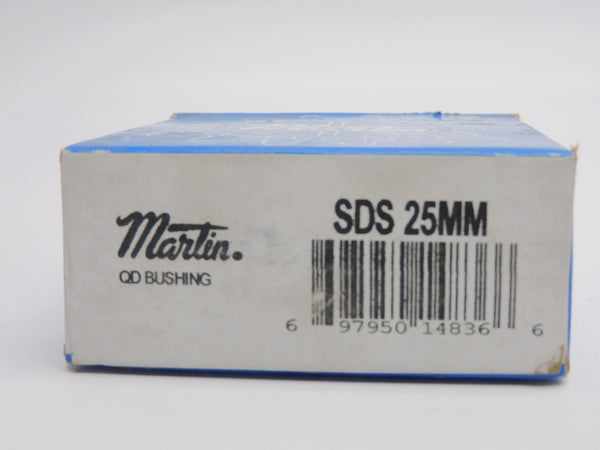 Martin.
QD BUSHING
SDS 25MM
6 97950 14836 6